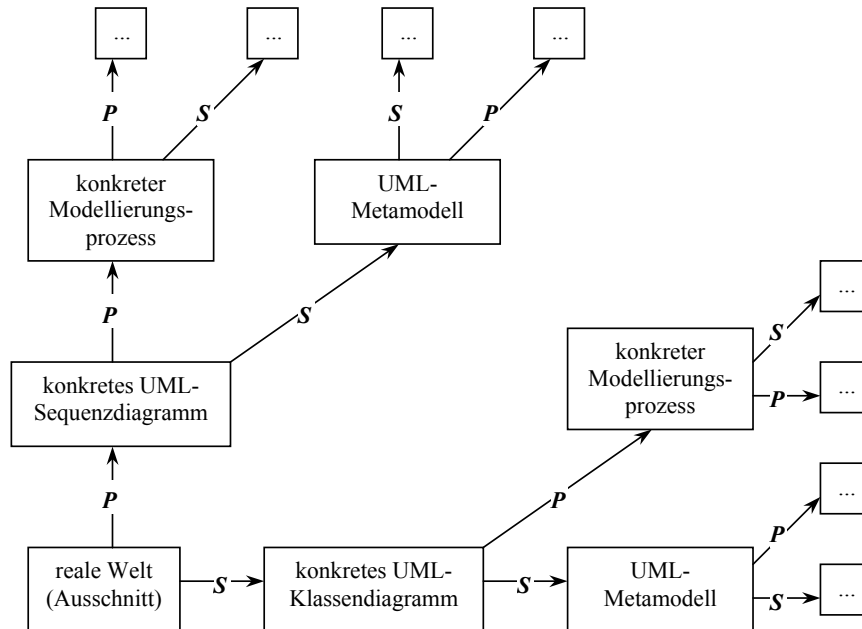 ... ... ... ...
P S S P
konkreter
Modellierungs-
prozess
UML-
Metamodell
...
P S S
konkreter
Modellierungs-
prozess
P ...
konkretes UML-
Sequenzdiagramm
...
P P P
reale Welt
(Ausschnitt)
S
konkretes UML-
Klassendiagramm
S
UML-
Metamodell
S ...